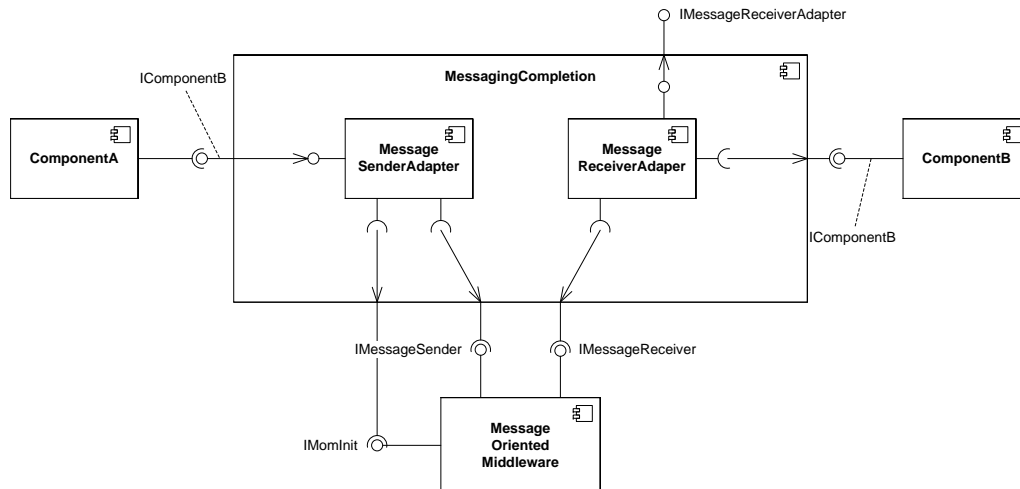 IMessageReceiverAdapter
IComponentB
MessagingCompletion
ComponentA
Message
SenderAdapter
Message
ReceiverAdaper
ComponentB
IComponentB
IMessageSender
IMessageReceiver
IMomInit
Message
Oriented
Middleware